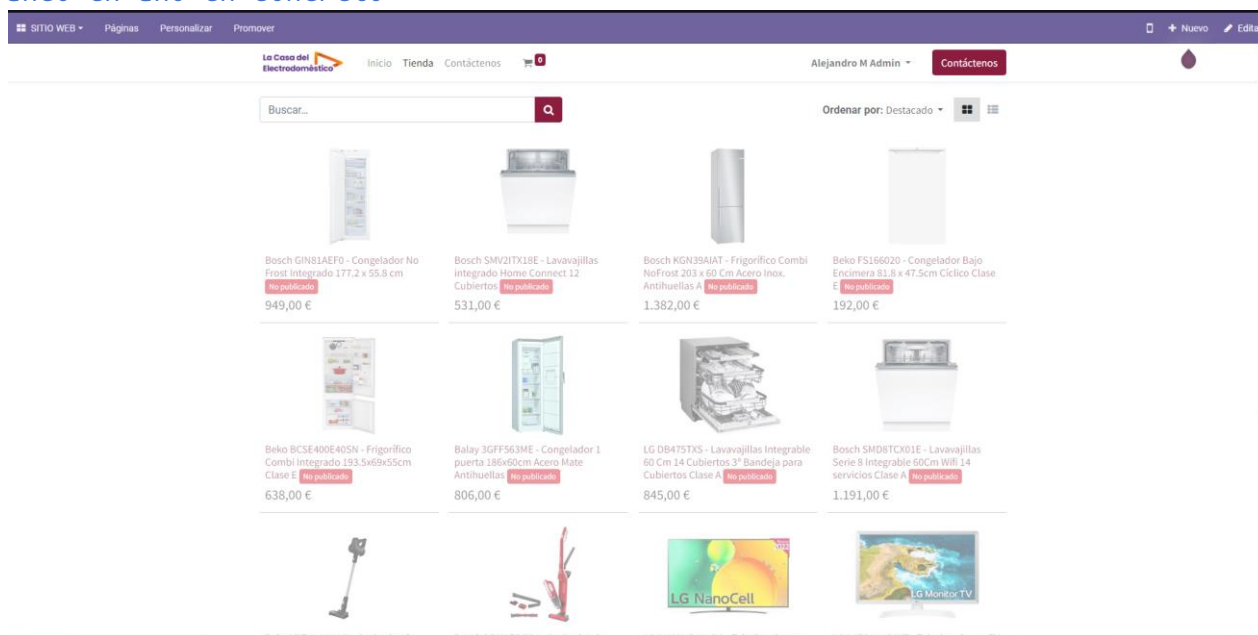 SITIO WEB Páginas Personalizar Promover + Nuevo Edita
La Casa del
Electrodoméstico
Inicio Tienda Contáctenos 0 Alejandro M Admin Contáctenos
Buscar... Ordenar por: Destacado
Bosch GIN81AEF0 - Congelador No
Frost Integrado 177.2 x 55.8 cm
No publicado
949,00 €
Bosch SMV2ITX18E - Lavavajillas
integrado Home Connect 12
Cubiertos No publicado
531,00 €
Bosch KGN39AIAT - Frigorífico Combi
NoFrost 203 x 60 Cm Acero Inox.
Antihuellas A No publicado
1.382,00 €
Beko FS166020 - Congelador Bajo
Encimera 81.8 x 47.5cm Cíclico Clase
E No publicado
192,00 €
Beko BCSE400E40SN - Frigorífico
Combi Integrado 193.5x69x55cm
Clase E No publicado
638,00 €
Balay 3GFF563ME - Congelador 1
puerta 186x60cm Acero Mate
Antihuellas No publicado
806,00 €
LG DB475TXS - Lavavajillas Integrable
60 Cm 14 Cubiertos 3ª Bandeja para
Cubiertos Clase A No publicado
845,00 €
Bosch SMD8TCX01E - Lavavajillas
Serie 8 Integrable 60Cm Wifi 14
servicios Clase A No publicado
1.191,00 €
LG NanoCell
LG Monitor TV